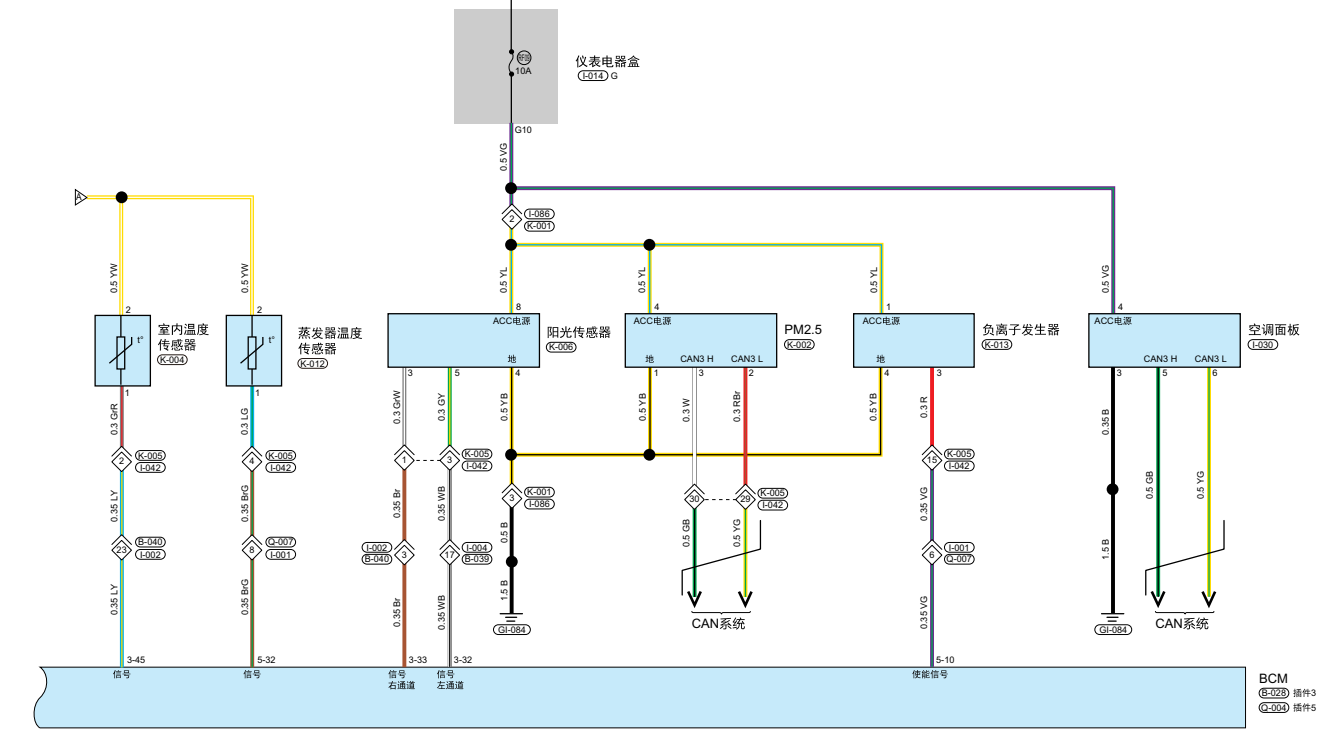 10A
仪表电器盒
I-014 G
G10
0.5 VG
A
2
I-086
K-001
0.5 YW
0.5 YW
0.5 YL
0.5 YL
0.5 YL
0.5 VG
2
2
8
4
1
4
t°
室内温度
传感器
K-004
t°
蒸发器温度
传感器
K-012
ACC电源
地
阳光传感器
K-006
ACC电源
地
CAN3 H
CAN3 L
PM2.5
K-002
ACC电源
地
负离子发生器
K-013
ACC电源
CAN3 H
CAN3 L
空调面板
I-030
1
1
3
5
4
1
3
2
4
3
3
5
6
0.3 GrR
0.3 LG
0.3 GrW
0.3 GY
0.5 YB
0.5 YB
0.3 W
0.3 RBr
0.5 YB
0.3 R
0.35 B
2
K-005
I-042
4
K-005
I-042
1
3
K-005
I-042
15
K-005
I-042
3
K-001
I-086
30
29
K-005
I-042
0.35 LY
0.35 BrG
0.35 Br
0.35 WB
0.5 B
0.5 GB
0.5 YG
0.35 VG
0.5 GB
0.5 YG
23
B-040
I-002
8
Q-007
I-001
I-002
B-040
3
17
I-004
B-039
6
I-001
Q-007
0.35 LY
0.35 BrG
0.35 Br
0.35 WB
1.5 B
0.35 VG
1.5 B
GI-084
CAN系统
GI-084
CAN系统
3-45
信号
5-32
信号
3-33
信号
右通道
3-32
信号
左通道
5-10
使能信号
BCM
B-028 插件3
Q-004 插件5